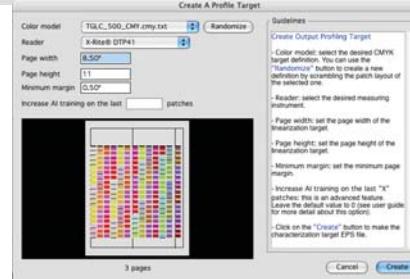 Create A Profile Target
Color model TGLC_500_CMY.cmy.txt Randomize
Reader X-Rite® DTP41
Page width 8.50"
Page height 11
Minimum margin 0.50"
Increase AI training on the last patches
3 pages
Guidelines
Create Output Profiling Target
- Color model: select the desired CMYK
target definition. You can use the
"Randomize" button to create a new
definition by scrambling the patch layout of
the selected one.
- Reader: select the desired measuring
instrument.
- Page width: set the page width of the
linearization target.
- Page height: set the page height of the
linearization target.
- Minimum margin: set the minimum page
margin.
- Increase AI training on the last "X"
patches: this is an advanced feature.
Leave the default value to 0 (see user guide
for more detail about this option).
- Click on the "Create" button to make the
characterization target EPS file.
Cancel Create